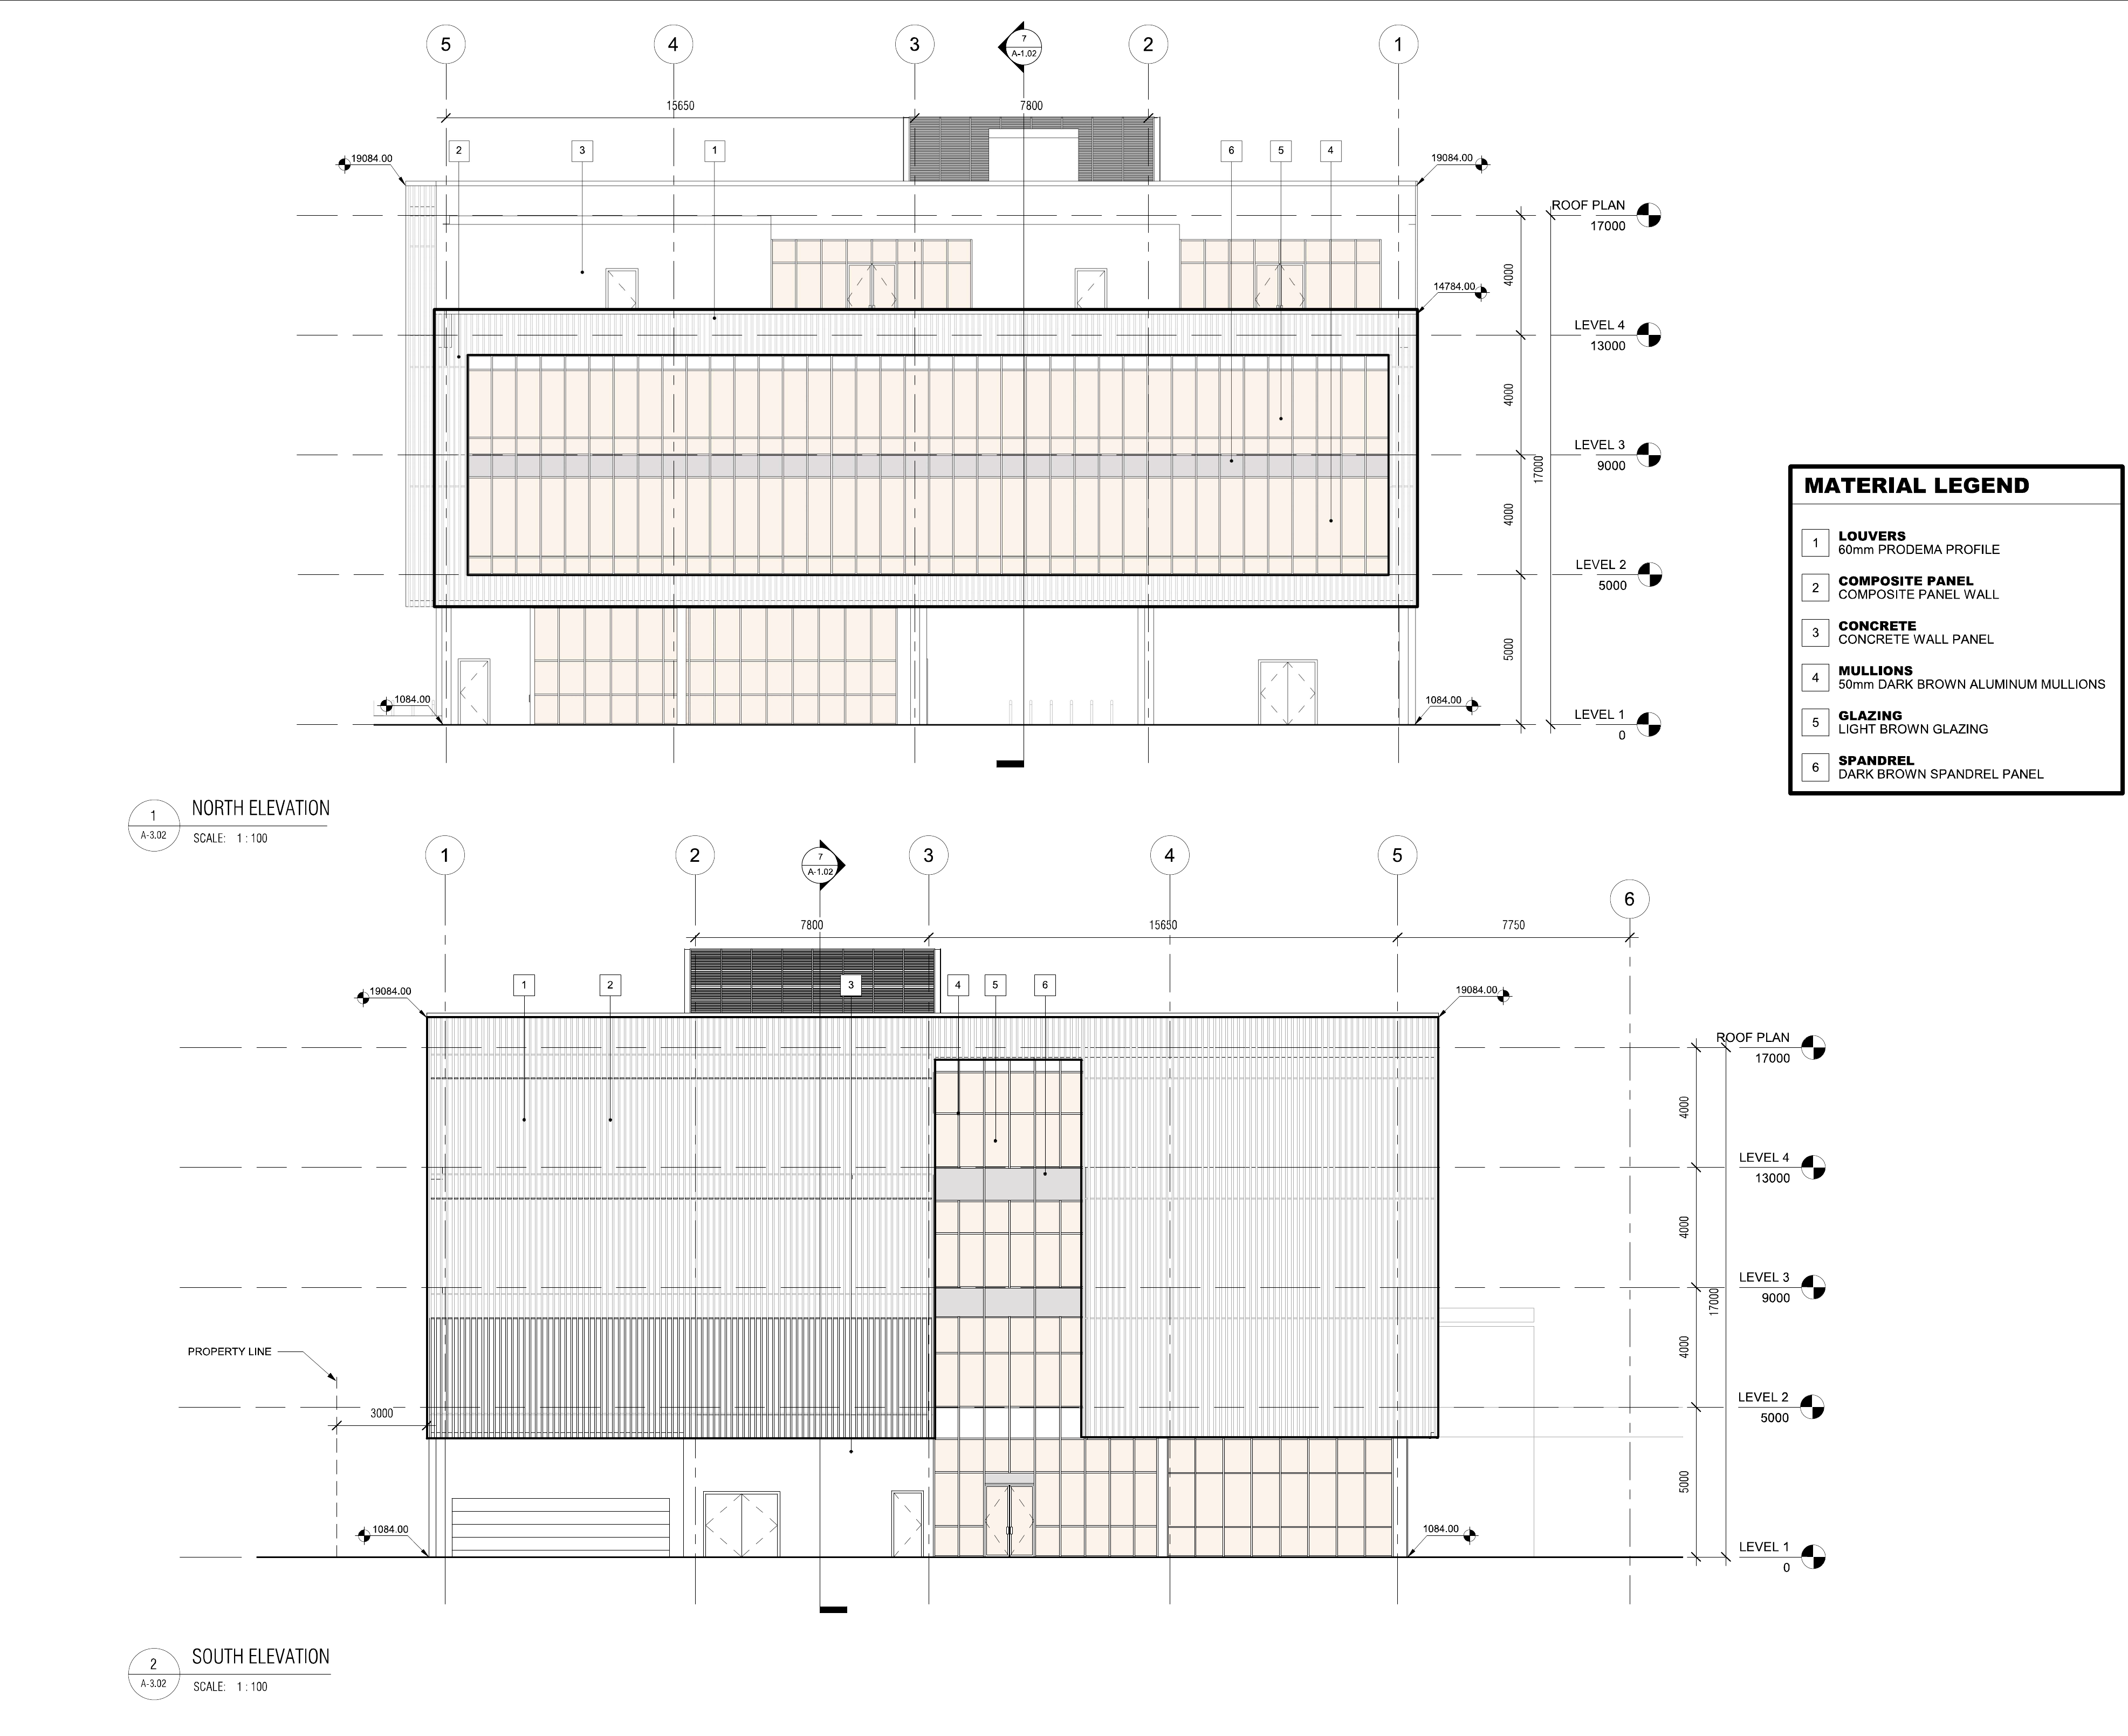 5
4
3
7
A-1.02
2
1
15650
7800
2
3
1
6
5
4
19084.00
19084.00
ROOF PLAN
17000
4000
14784.00
LEVEL 4
13000
4000
LEVEL 3
9000
17000
4000
LEVEL 2
5000
5000
1084.00
1084.00
LEVEL 1
0
MATERIAL LEGEND
1
LOUVERS
60mm PRODEMA PROFILE
2
COMPOSITE PANEL
COMPOSITE PANEL WALL
3
CONCRETE
CONCRETE WALL PANEL
4
MULLIONS
50mm DARK BROWN ALUMINUM MULLIONS
5
GLAZING
LIGHT BROWN GLAZING
6
SPANDREL
DARK BROWN SPANDREL PANEL
1
A-3.02
NORTH ELEVATION
SCALE: 1 : 100
1
2
7
A-1.02
3
4
5
6
7800
15650
7750
1
2
3
4
5
6
19084.00
19084.00
ROOF PLAN
17000
4000
LEVEL 4
13000
4000
LEVEL 3
9000
17000
4000
PROPERTY LINE
3000
LEVEL 2
5000
5000
1084.00
1084.00
LEVEL 1
0
2
A-3.02
SOUTH ELEVATION
SCALE: 1 : 100